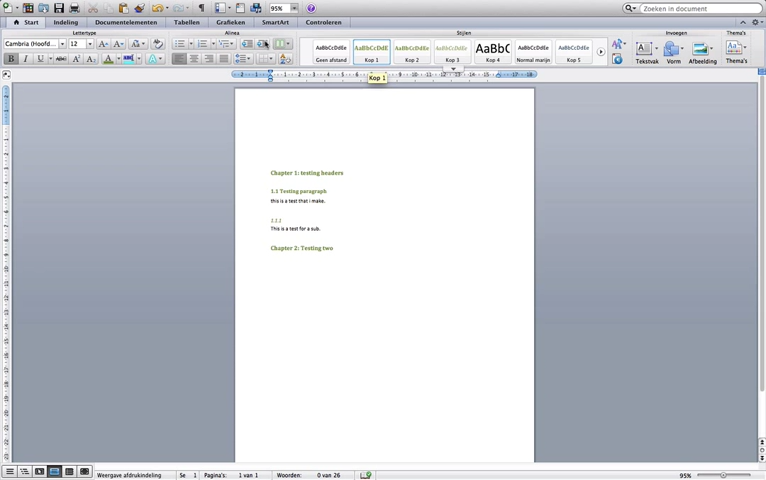 95%
Zoeken in document
Start Indeling Documentelementen Tabellen Grafieken SmartArt Controleren
Lettertype Alinea Stijlen Invoegen Thema's
Cambria (Hoofd... 12
AaBbCcDdEe AaBbCcDdE AaBbCcDdEe AaBbCcDdEe AaBbC AaBbCcDdEe AaBbCcDdEe
Geen afstand Kop 1 Kop 2 Kop 3 Kop 4 Normal marijn Kop 5
Tekstvak Vorm Afbeelding Thema's
Kop 1
Chapter 1: testing headers
1.1 Testing paragraph
this is a test that i make.
1.1.1
This is a test for a sub.
Chapter 2: Testing two
Weergave afdrukindeling Se 1 Pagina's: 1 van 1 Woorden: 0 van 26 95%